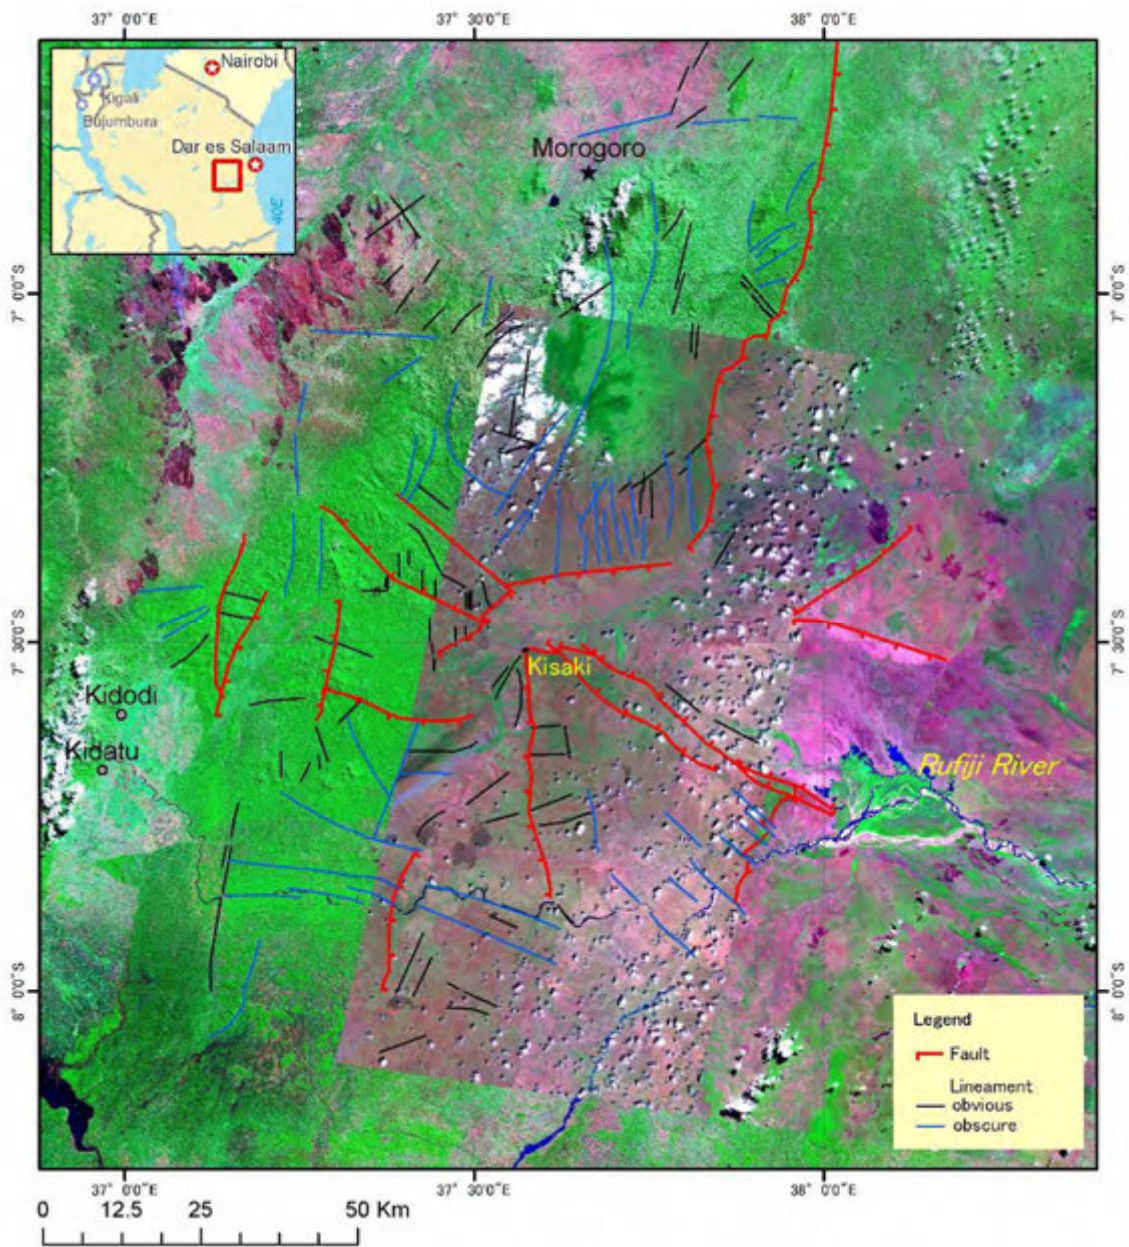 37° 0'0"E
37° 30'0"E
38° 0'0"E
Nairobi
Kigali
Bujumbura
Dar es Salaam
40E
Morogoro
7° 0'0"S
7° 0'0"S
7° 30'0"S
7° 30'0"S
Kisaki
Kidodi
Kidatu
Rufiji River
8° 0'0"S
8° 0'0"S
Legend
Fault
Lineament
obvious
obscure
37° 0'0"E
37° 30'0"E
38° 0'0"E
0 12.5 25 50 Km